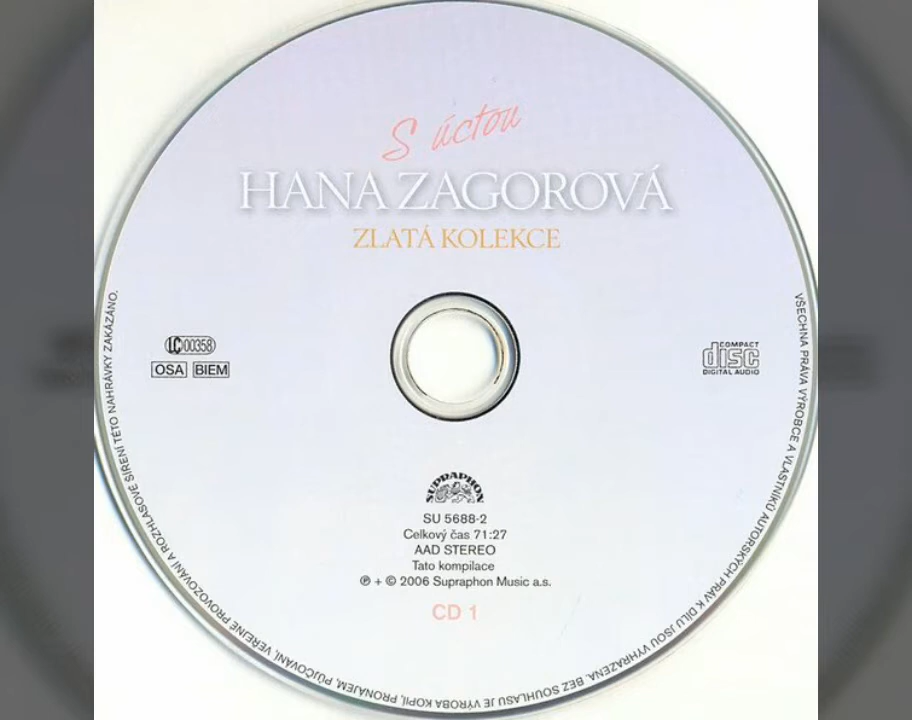 S úctou
HANA ZAGOROVÁ
ZLATÁ KOLEKCE
LC 00358
OSA BIEM
COMPACT
disc
DIGITAL AUDIO
SUPRAPHON
SU 5688-2
Celkový čas 71:27
AAD STEREO
Tato kompilace
℗ + © 2006 Supraphon Music a.s.
CD 1
VŠECHNA PRÁVA VÝROBCE A VLASTNÍKŮ AUTORSKÝCH PRÁV K DÍLU JSOU VYHRAZENA. BEZ SOUHLASU JE VÝROBA KOPIÍ, PRONÁJEM, PŮJČOVÁNÍ, VEŘEJNÉ PROVOZOVÁNÍ A ROZHLASOVÉ ŠÍŘENÍ TÉTO NAHRÁVKY ZAKÁZÁNO.